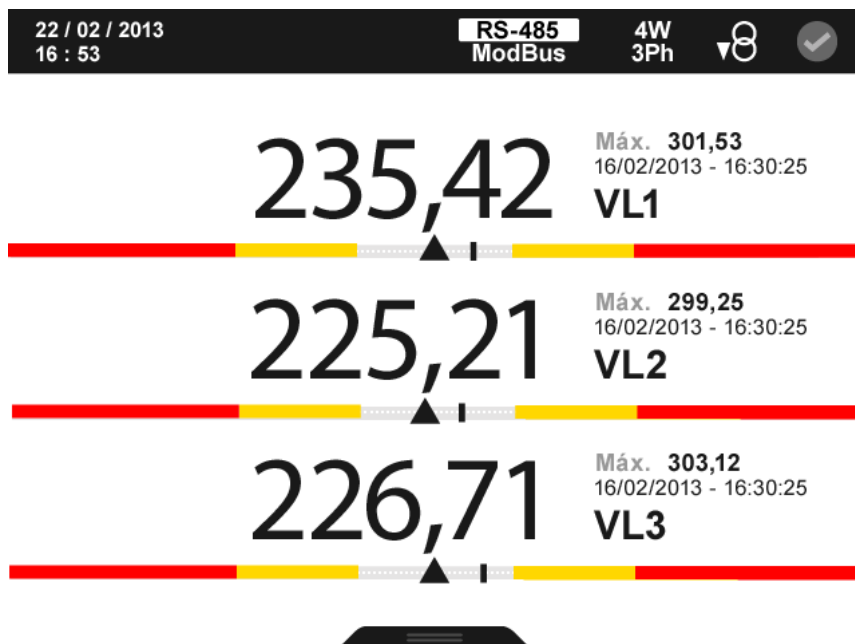 22 / 02 / 2013
16 : 53
RS-485
ModBus
4W
3Ph
235,42
Máx. 301,53
16/02/2013 - 16:30:25
VL1
225,21
Máx. 299,25
16/02/2013 - 16:30:25
VL2
226,71
Máx. 303,12
16/02/2013 - 16:30:25
VL3